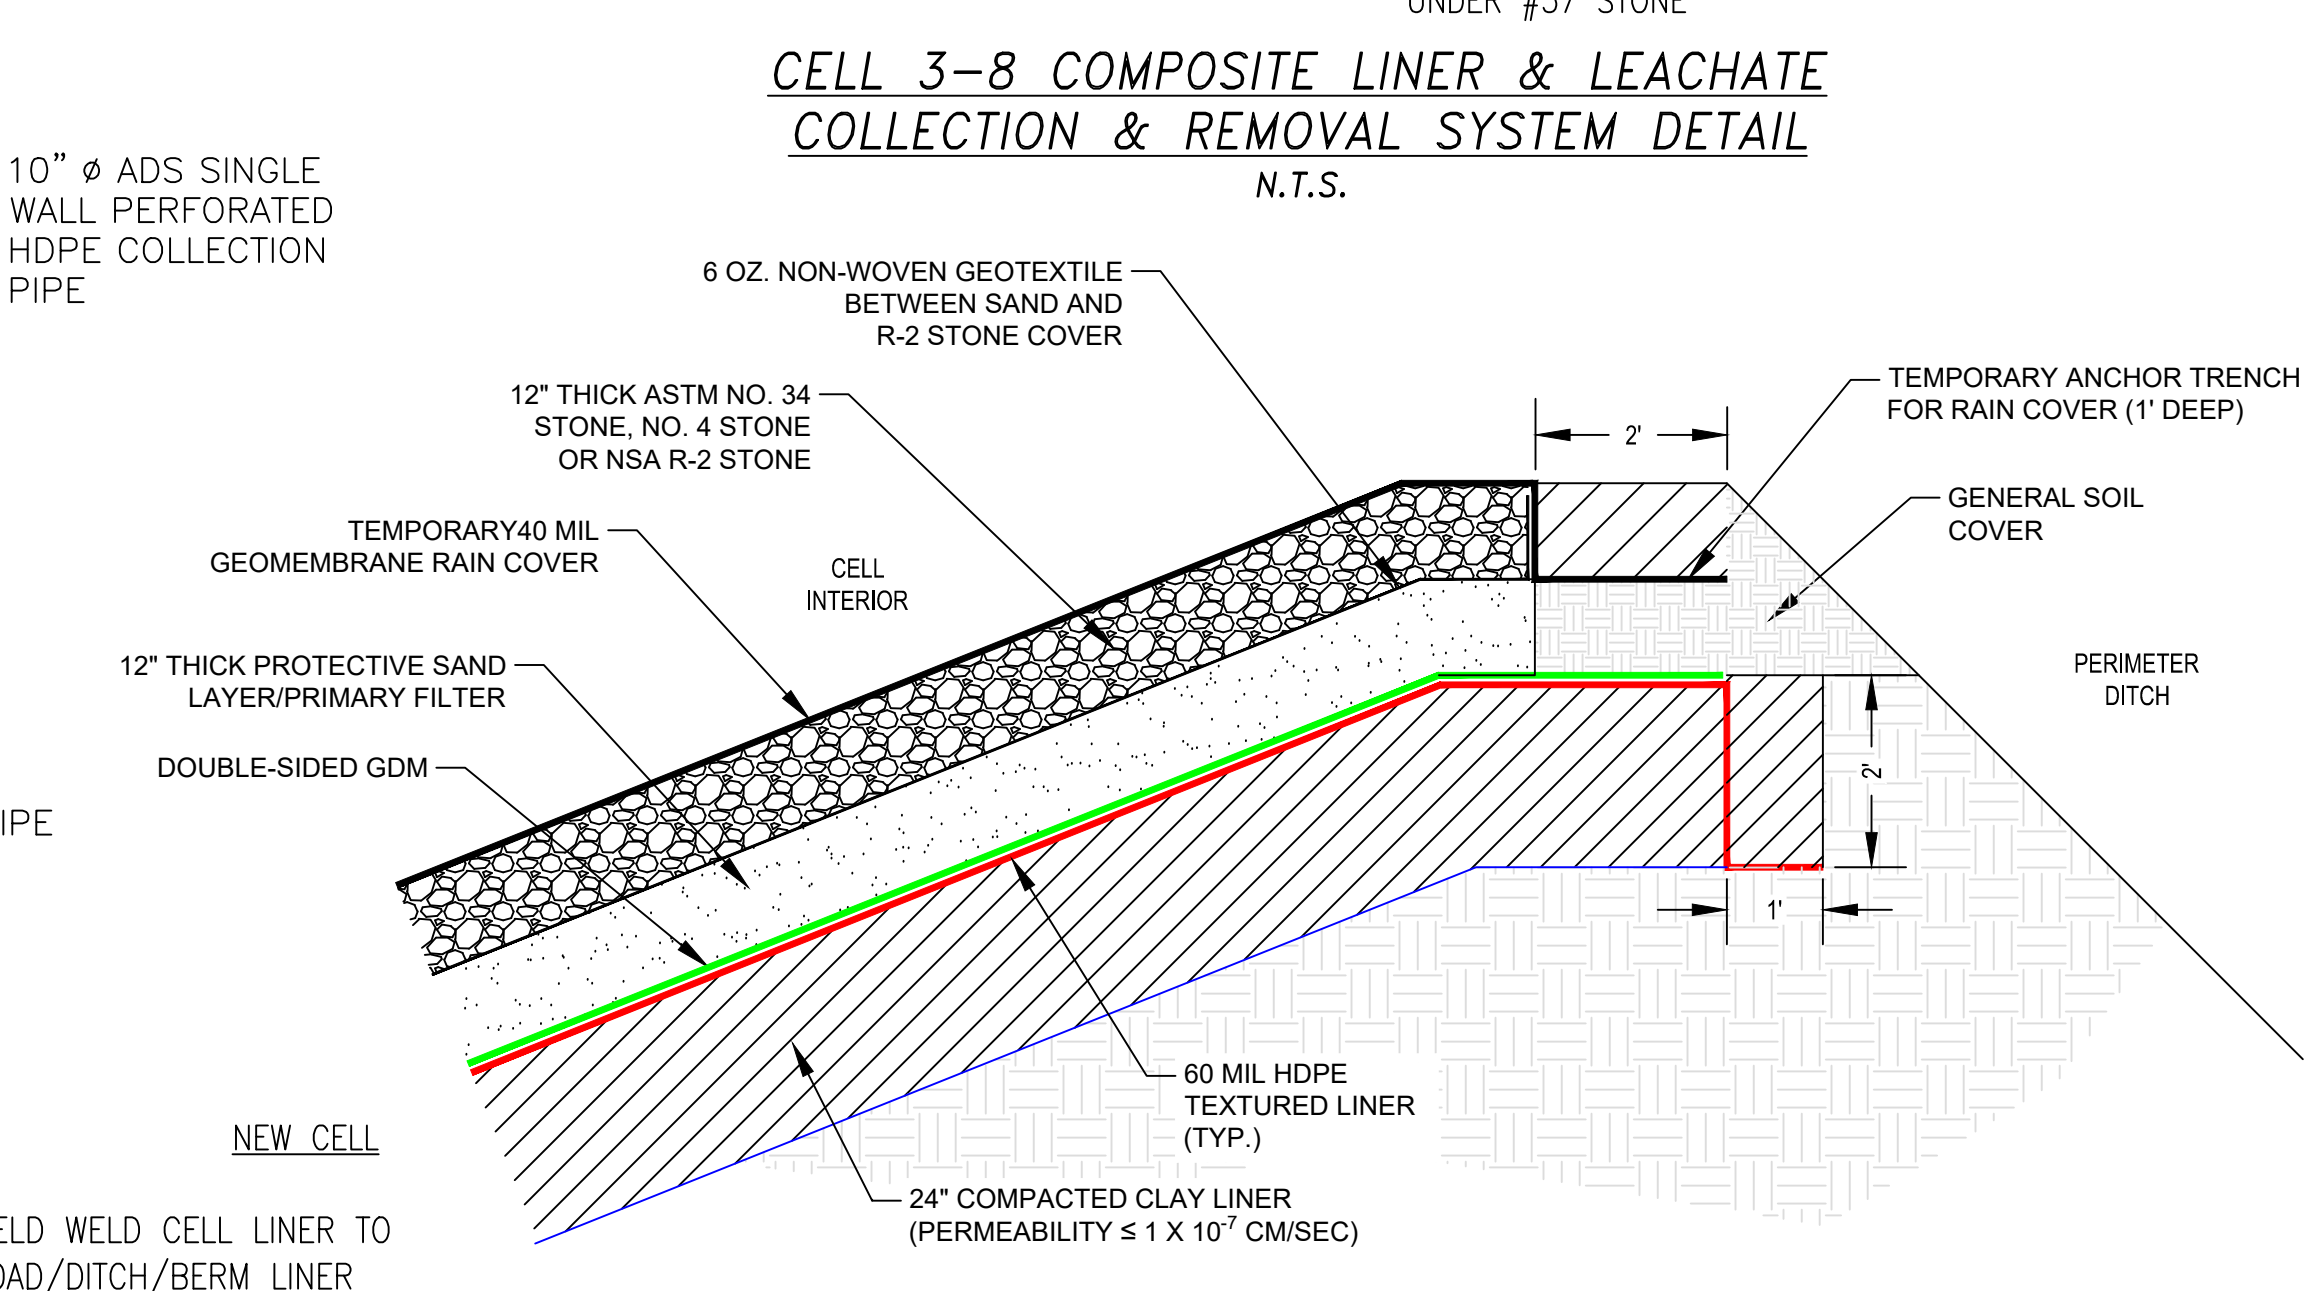 UNDER #57 STONE
CELL 3-8 COMPOSITE LINER & LEACHATE
COLLECTION & REMOVAL SYSTEM DETAIL
N.T.S.
10" ø ADS SINGLE
WALL PERFORATED
HDPE COLLECTION
PIPE
6 OZ. NON-WOVEN GEOTEXTILE
BETWEEN SAND AND
R-2 STONE COVER
12" THICK ASTM NO. 34
STONE, NO. 4 STONE
OR NSA R-2 STONE
TEMPORARY ANCHOR TRENCH
FOR RAIN COVER (1' DEEP)
2'
GENERAL SOIL
COVER
TEMPORARY40 MIL
GEOMEMBRANE RAIN COVER
CELL
INTERIOR
12" THICK PROTECTIVE SAND
LAYER/PRIMARY FILTER
PERIMETER
DITCH
DOUBLE-SIDED GDM
2'
IPE
1'
60 MIL HDPE
TEXTURED LINER
(TYP.)
NEW CELL
24" COMPACTED CLAY LINER
(PERMEABILITY ≤ 1 X 10⁻⁷ CM/SEC)
ELD WELD CELL LINER TO
OAD/DITCH/BERM LINER